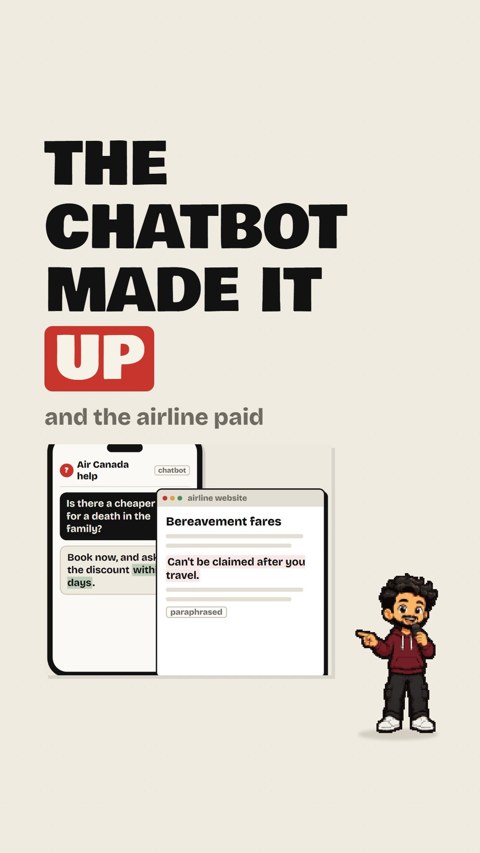 THE
CHATBOT
MADE IT
UP
and the airline paid
?
Air Canada
help
chatbot
Is there a cheaper
for a death in the
family?
Book now, and ask
the discount with
days.
airline website
Bereavement fares
Can't be claimed after you
travel.
paraphrased